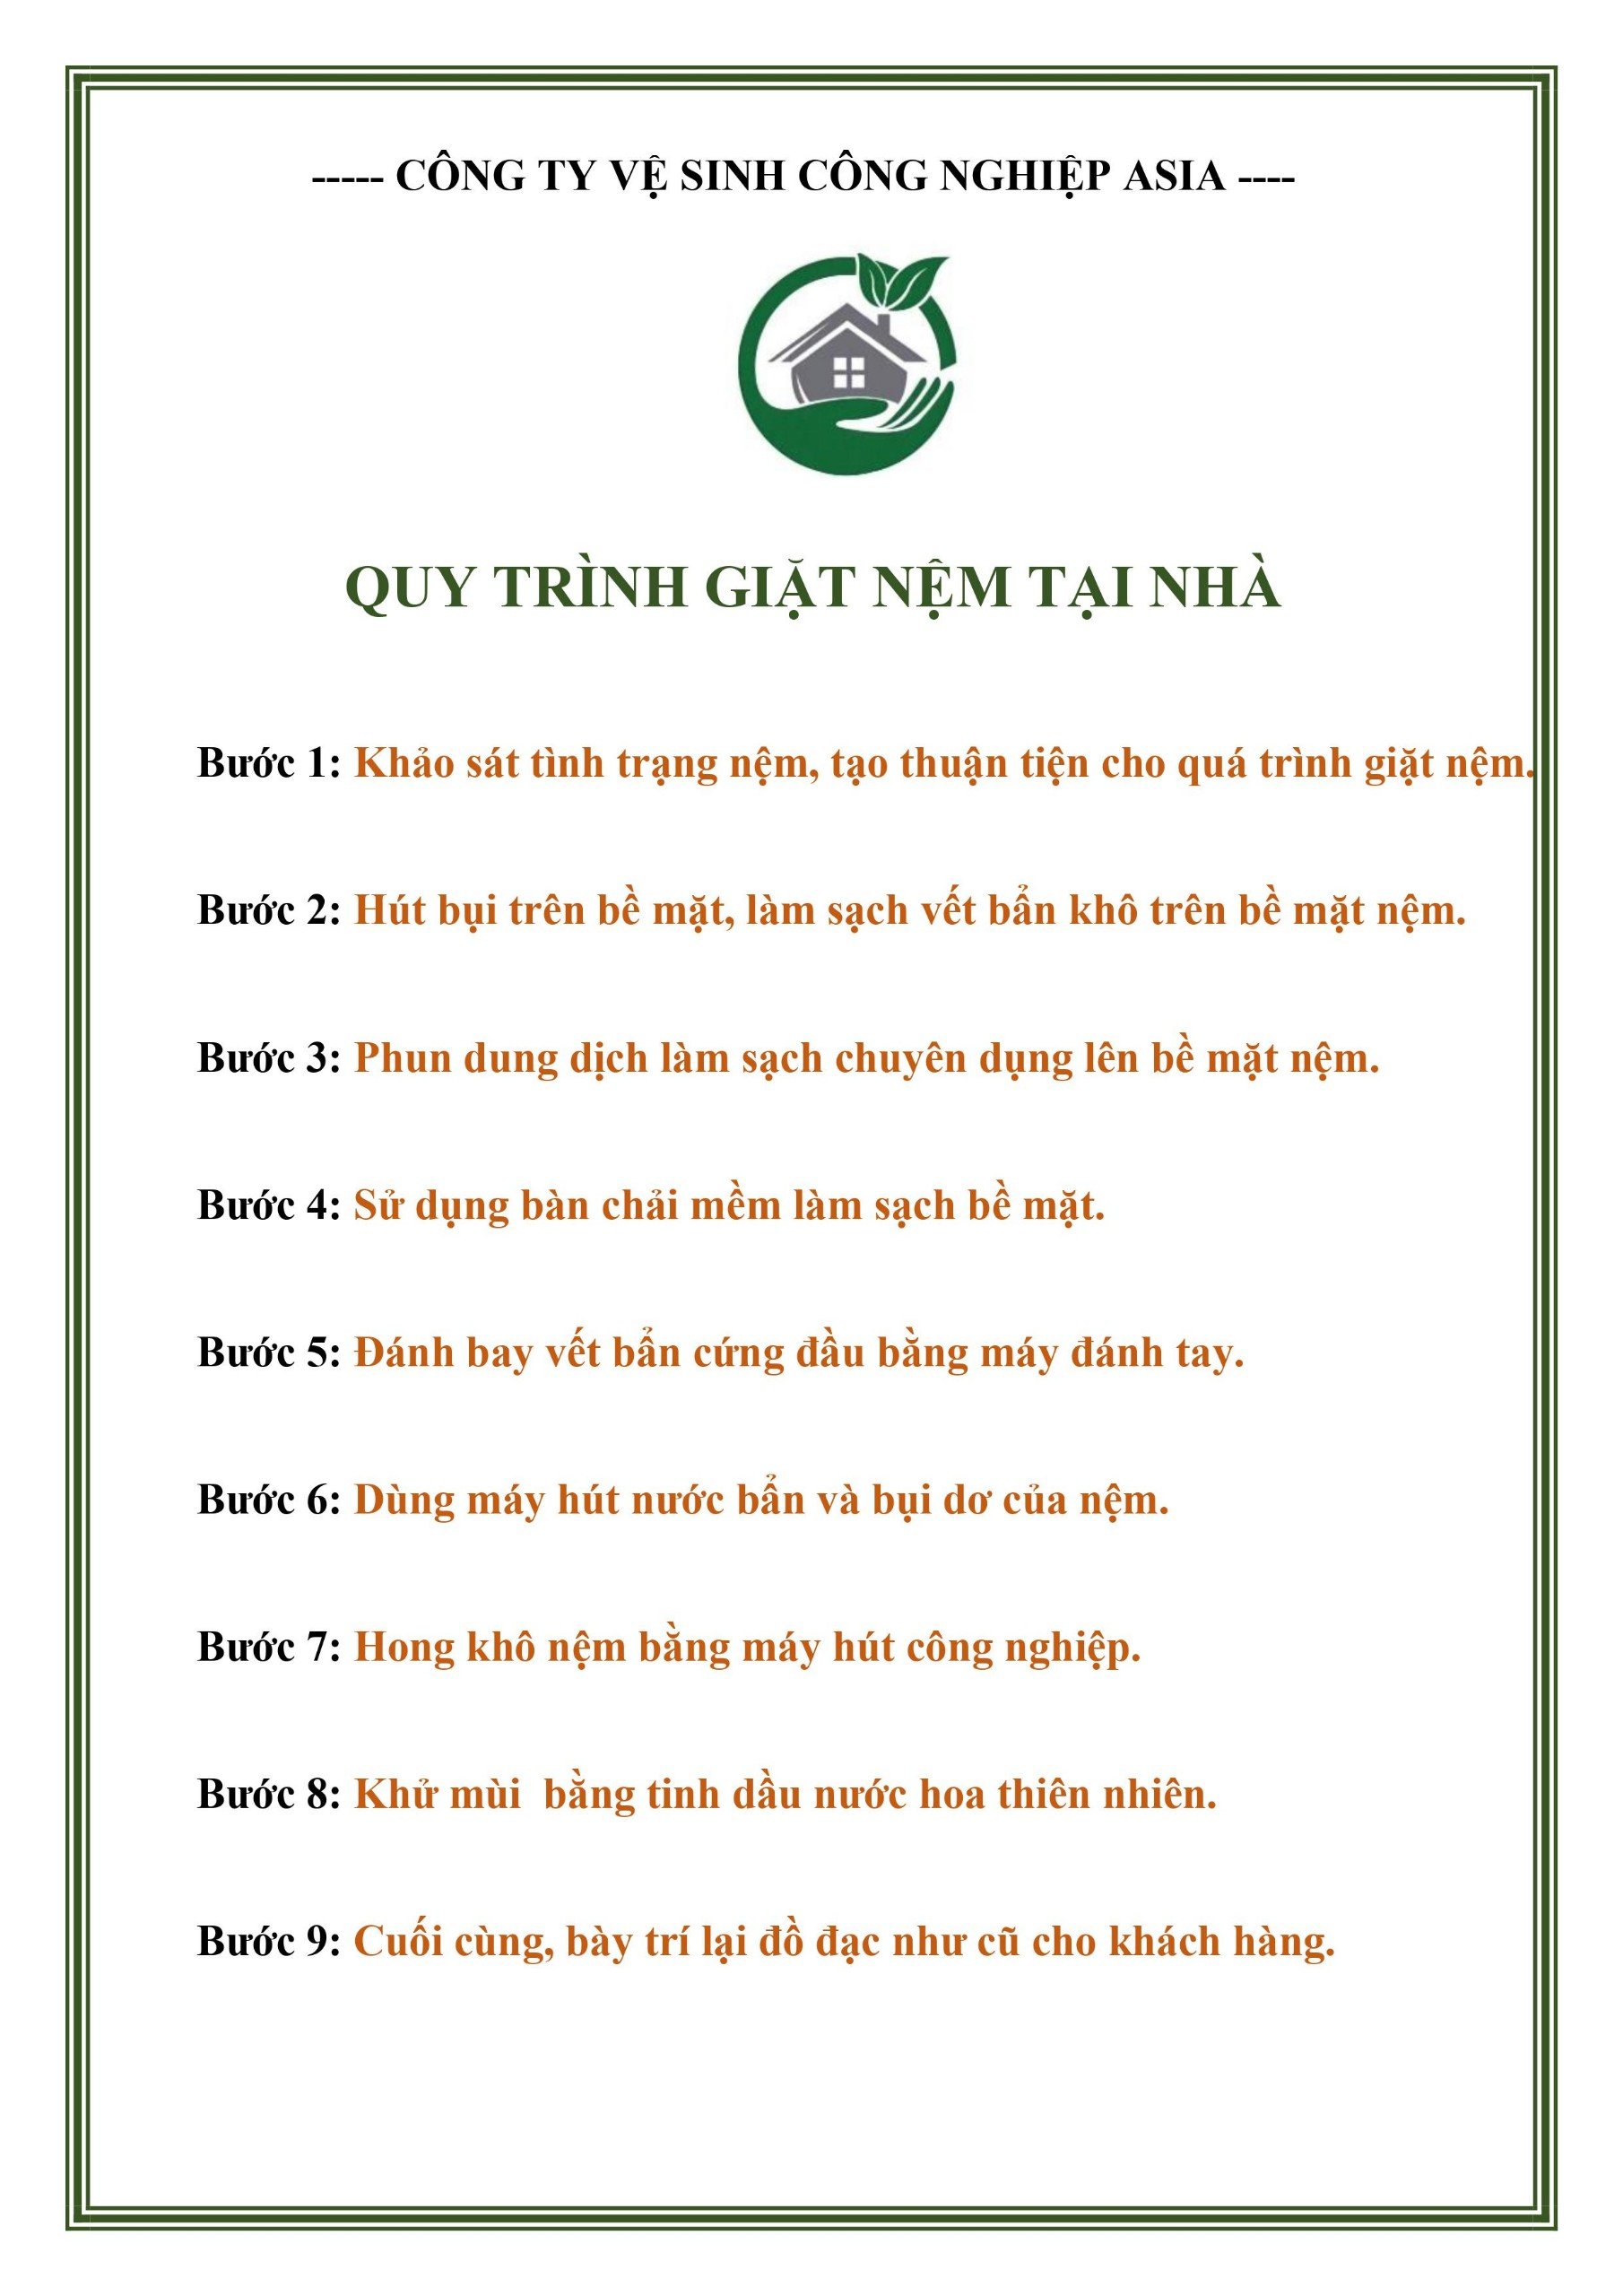 ----- CÔNG TY VỆ SINH CÔNG NGHIỆP ASIA ----
QUY TRÌNH GIẶT NỆM TẠI NHÀ
Bước 1: Khảo sát tình trạng nệm, tạo thuận tiện cho quá trình giặt nệm.
Bước 2: Hút bụi trên bề mặt, làm sạch vết bẩn khô trên bề mặt nệm.
Bước 3: Phun dung dịch làm sạch chuyên dụng lên bề mặt nệm.
Bước 4: Sử dụng bàn chải mềm làm sạch bề mặt.
Bước 5: Đánh bay vết bẩn cứng đầu bằng máy đánh tay.
Bước 6: Dùng máy hút nước bẩn và bụi dơ của nệm.
Bước 7: Hong khô nệm bằng máy hút công nghiệp.
Bước 8: Khử mùi  bằng tinh dầu nước hoa thiên nhiên.
Bước 9: Cuối cùng, bày trí lại đồ đạc như cũ cho khách hàng.